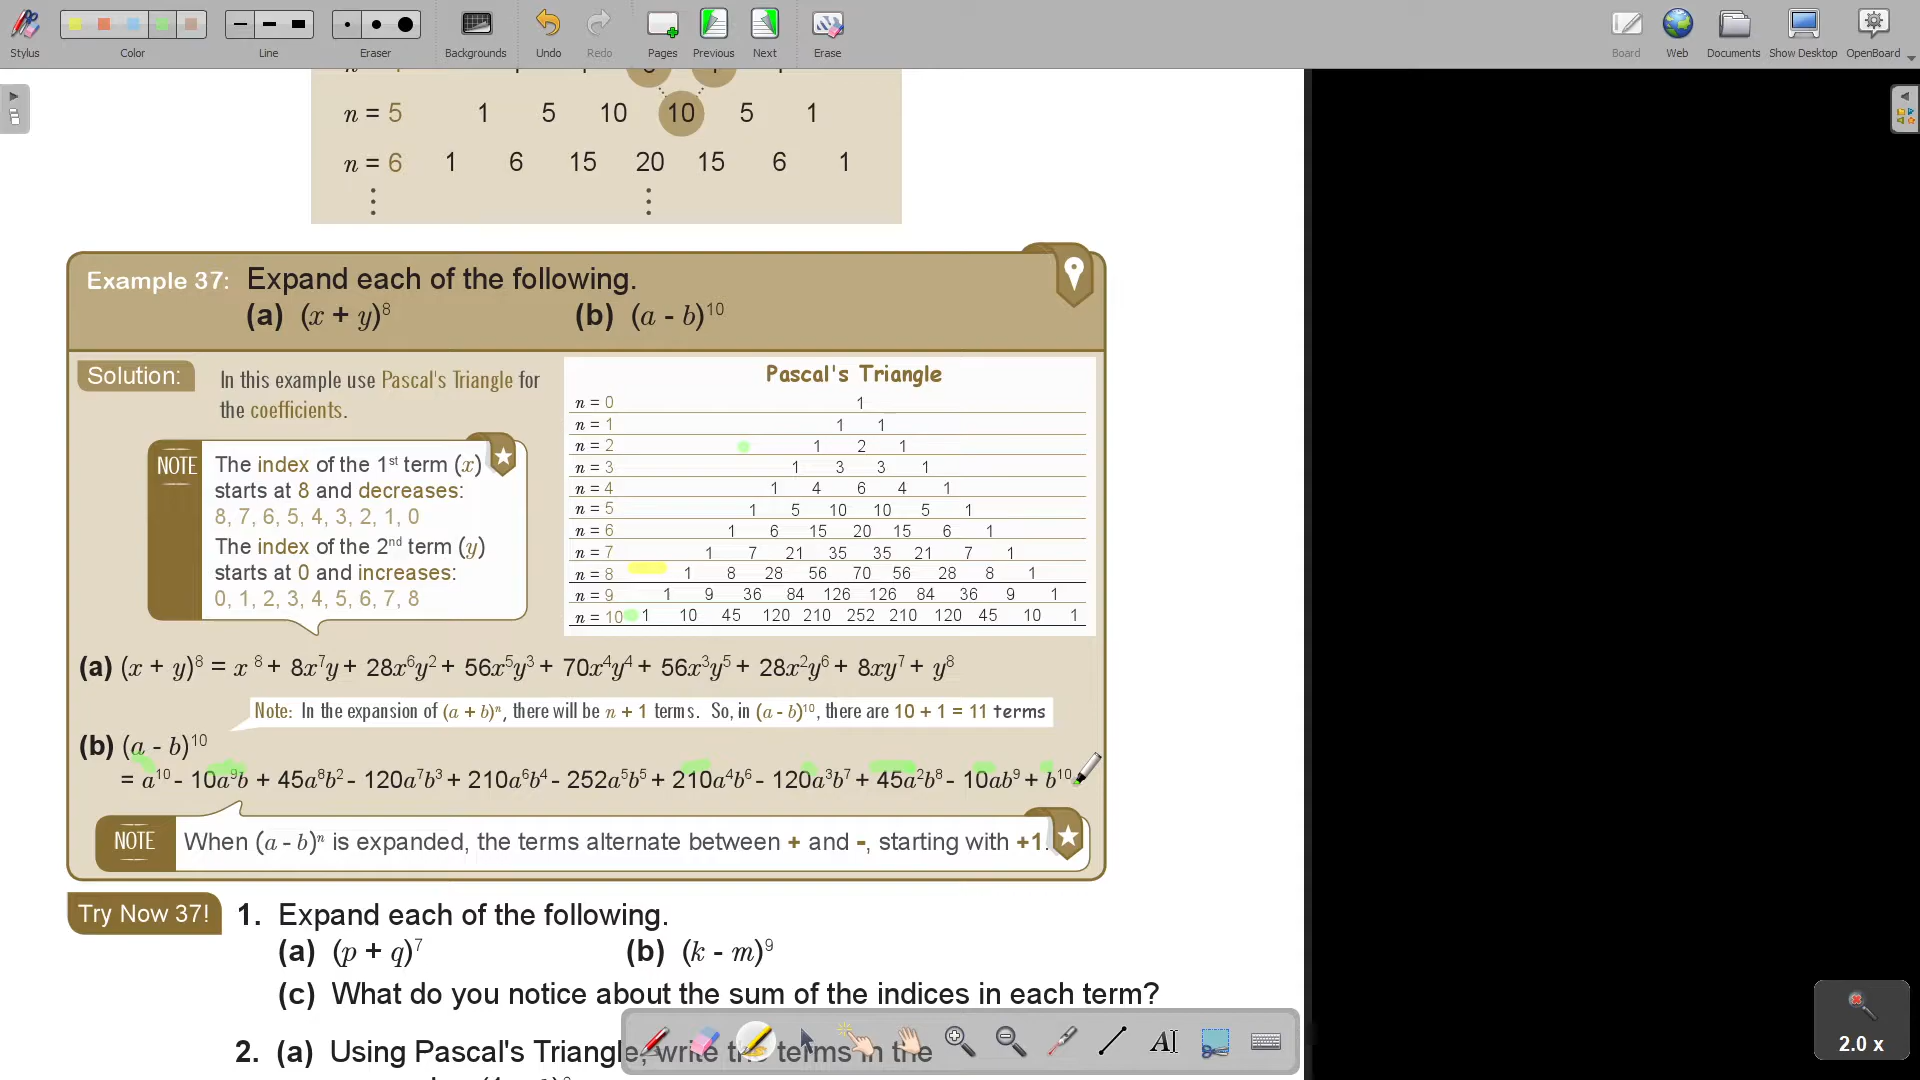 Stylus Color Line Eraser Backgrounds Undo Redo Pages Previous Next Erase Board Web Documents Show Desktop OpenBoard
n = 5 1 5 10 10 5 1
n = 6 1 6 15 20 15 6 1
Example 37: Expand each of the following.
(a) (x + y)⁸ (b) (a - b)¹⁰
Solution:
In this example use Pascal's Triangle for
the coefficients.
NOTE
The index of the 1st term (x)
starts at 8 and decreases:
8, 7, 6, 5, 4, 3, 2, 1, 0
The index of the 2nd term (y)
starts at 0 and increases:
0, 1, 2, 3, 4, 5, 6, 7, 8
Pascal's Triangle
n = 0 1
n = 1 1 1
n = 2 1 2 1
n = 3 1 3 3 1
n = 4 1 4 6 4 1
n = 5 1 5 10 10 5 1
n = 6 1 6 15 20 15 6 1
n = 7 1 7 21 35 35 21 7 1
n = 8 1 8 28 56 70 56 28 8 1
n = 9 1 9 36 84 126 126 84 36 9 1
n = 10 1 10 45 120 210 252 210 120 45 10 1
(a) (x + y)⁸ = x⁸ + 8x⁷y + 28x⁶y² + 56x⁵y³ + 70x⁴y⁴ + 56x³y⁵ + 28x²y⁶ + 8xy⁷ + y⁸
Note: In the expansion of (a + b)ⁿ, there will be n + 1 terms. So, in (a - b)¹⁰, there are 10 + 1 = 11 terms
(b) (a - b)¹⁰
= a¹⁰ - 10a⁹b + 45a⁸b² - 120a⁷b³ + 210a⁶b⁴ - 252a⁵b⁵ + 210a⁴b⁶ - 120a³b⁷ + 45a²b⁸ - 10ab⁹ + b¹⁰
NOTE When (a - b)ⁿ is expanded, the terms alternate between + and -, starting with +1.
Try Now 37! 1. Expand each of the following.
(a) (p + q)⁷ (b) (k - m)⁹
(c) What do you notice about the sum of the indices in each term?
2. (a) Using Pascal's Triangle, write the terms in the
2.0 x